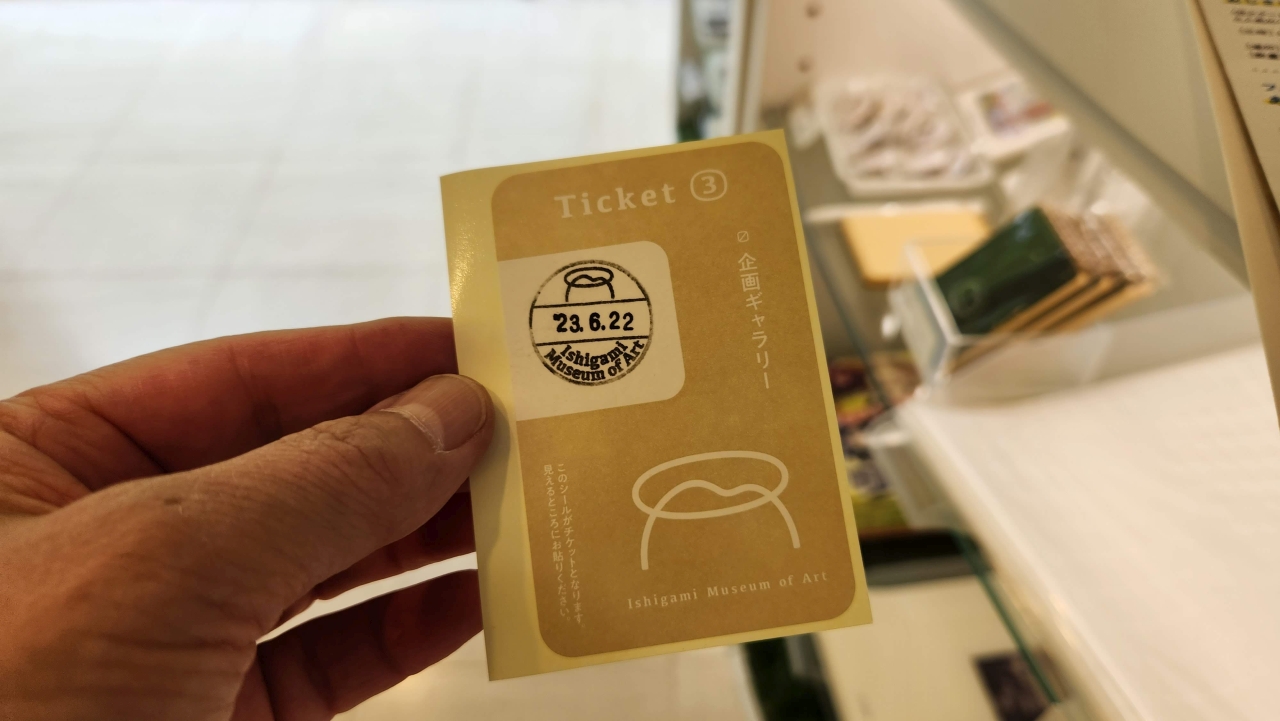 Ticket ③
∅ 企画ギャラリー
'23.6.22
Ishigami
Museum of Art
このシールがチケットとなります。
見えるところにお貼りください。
Ishigami Museum of Art